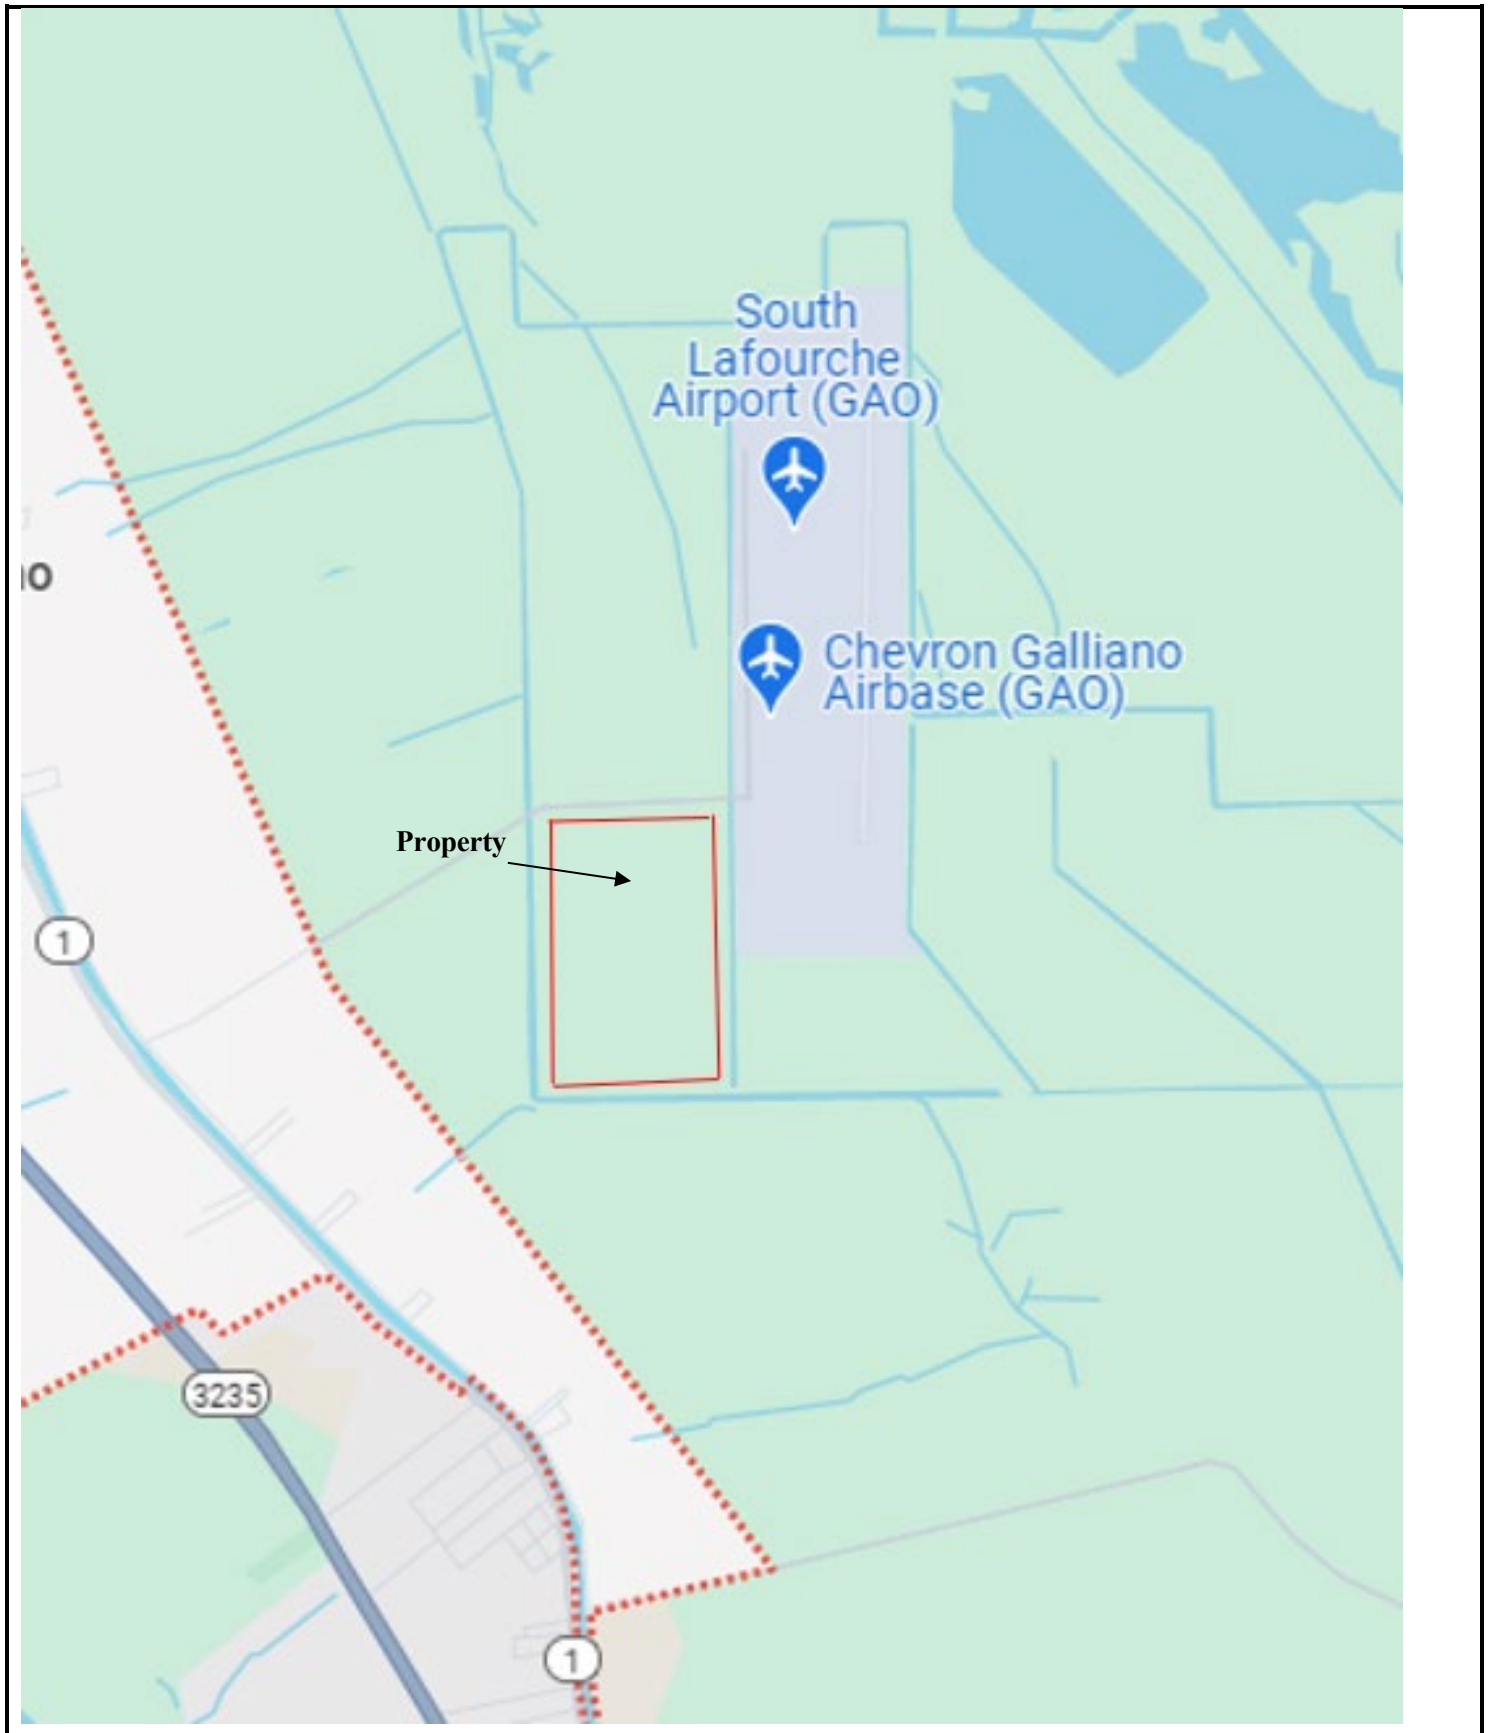 South
Lafourche
Airport (GAO)
Chevron Galliano
Airbase (GAO)
Property
1
3235
1